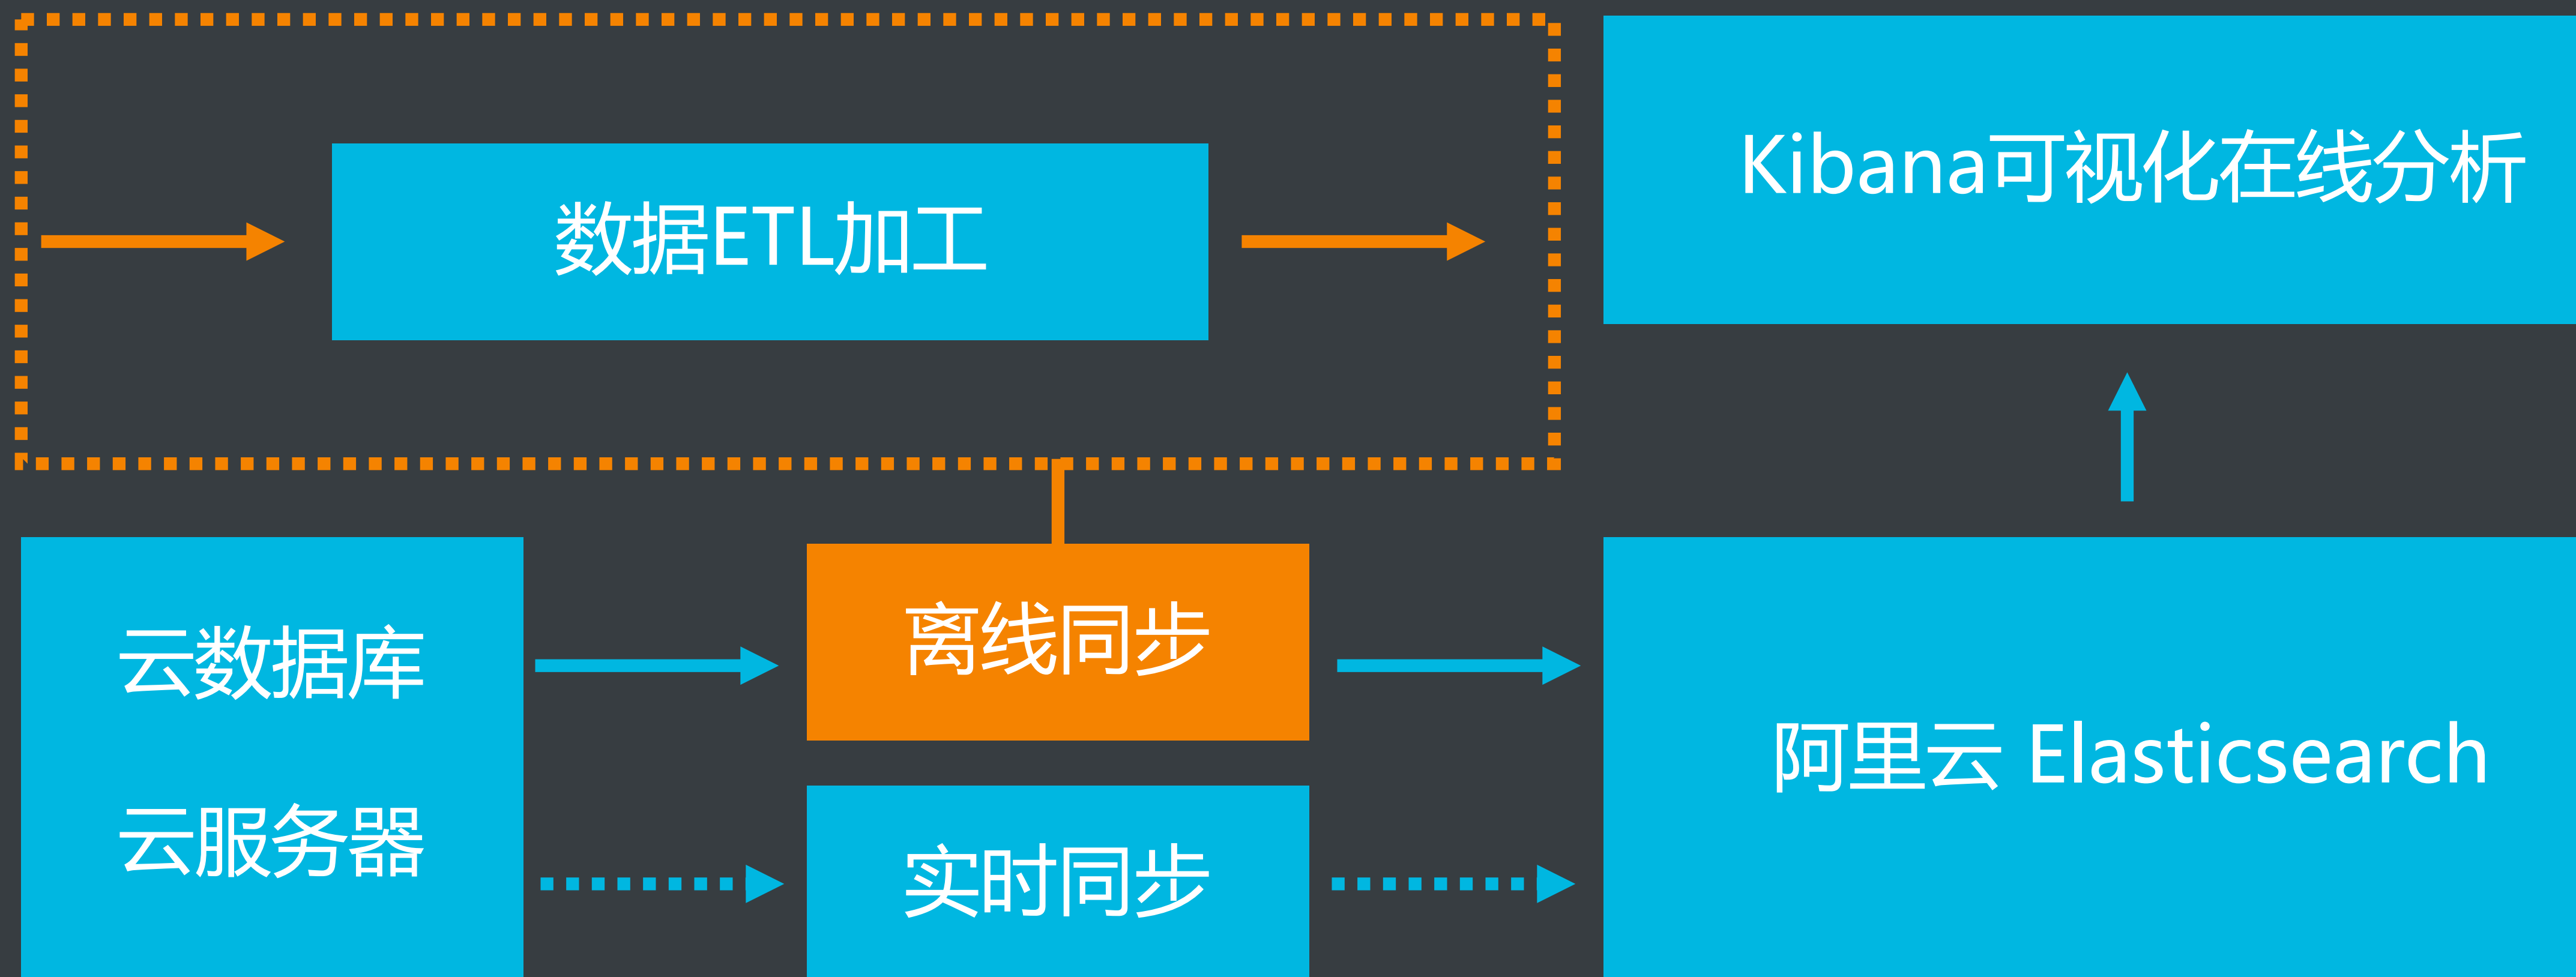 数据ETL加工
Kibana可视化在线分析
云数据库
云服务器
离线同步
实时同步
阿里云 Elasticsearch